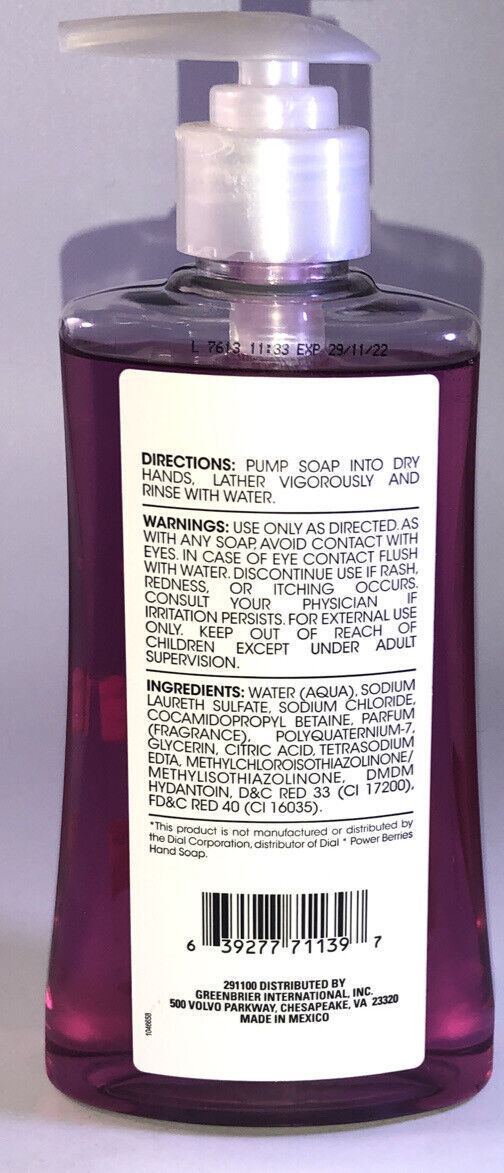 L 7613 11:33 EXP 29/11/22
DIRECTIONS: PUMP SOAP INTO DRY
HANDS, LATHER VIGOROUSLY AND
RINSE WITH WATER.
WARNINGS: USE ONLY AS DIRECTED. AS
WITH ANY SOAP, AVOID CONTACT WITH
EYES. IN CASE OF EYE CONTACT FLUSH
WITH WATER. DISCONTINUE USE IF RASH,
REDNESS, OR ITCHING OCCURS.
CONSULT YOUR PHYSICIAN IF
IRRITATION PERSISTS. FOR EXTERNAL USE
ONLY. KEEP OUT OF REACH OF
CHILDREN EXCEPT UNDER ADULT
SUPERVISION.
INGREDIENTS: WATER (AQUA), SODIUM
LAURETH SULFATE, SODIUM CHLORIDE,
COCAMIDOPROPYL BETAINE, PARFUM
(FRAGRANCE), POLYQUATERNIUM-7,
GLYCERIN, CITRIC ACID, TETRASODIUM
EDTA, METHYLCHLOROISOTHIAZOLINONE/
METHYLISOTHIAZOLINONE, DMDM
HYDANTOIN, D&C RED 33 (CI 17200),
FD&C RED 40 (CI 16035).
*This product is not manufactured or distributed by
the Dial Corporation, distributor of Dial * Power Berries
Hand Soap.
6 39277 71139 7
291100 DISTRIBUTED BY
GREENBRIER INTERNATIONAL, INC.
500 VOLVO PARKWAY, CHESAPEAKE, VA 23320
MADE IN MEXICO
1046658